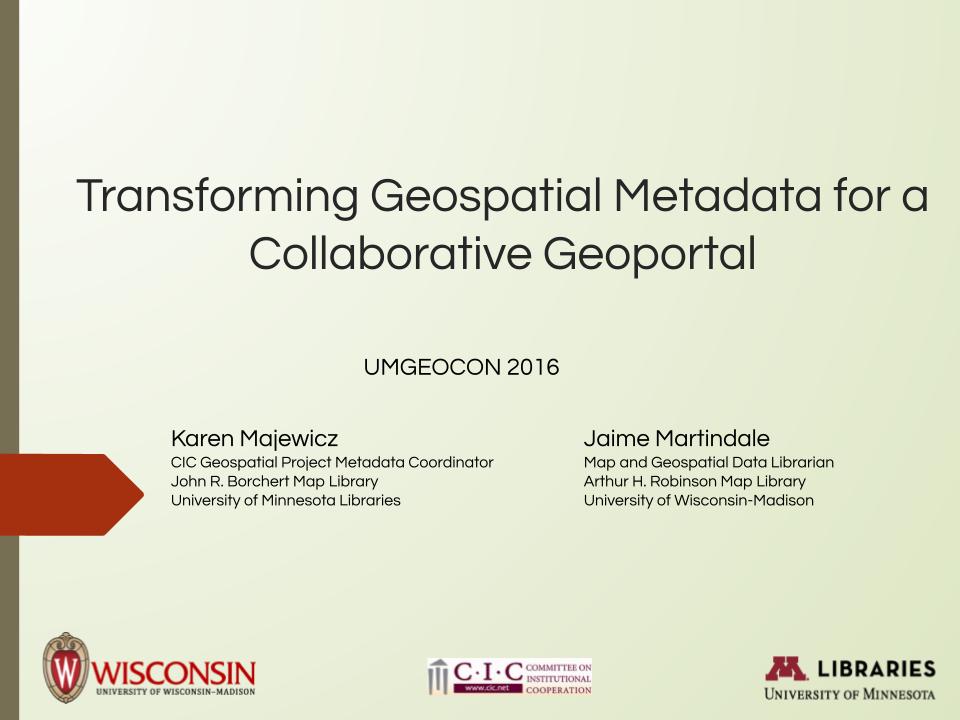 Transforming Geospatial Metadata for a
Collaborative Geoportal
UMGEOCON 2016
Karen Majewicz
CIC Geospatial Project Metadata Coordinator
John R. Borchert Map Library
University of Minnesota Libraries
Jaime Martindale
Map and Geospatial Data Librarian
Arthur H. Robinson Map Library
University of Wisconsin-Madison
W WISCONSIN
UNIVERSITY OF WISCONSIN–MADISON
C·I·C
www.cic.net
COMMITTEE ON
INSTITUTIONAL
COOPERATION
M LIBRARIES
UNIVERSITY OF MINNESOTA